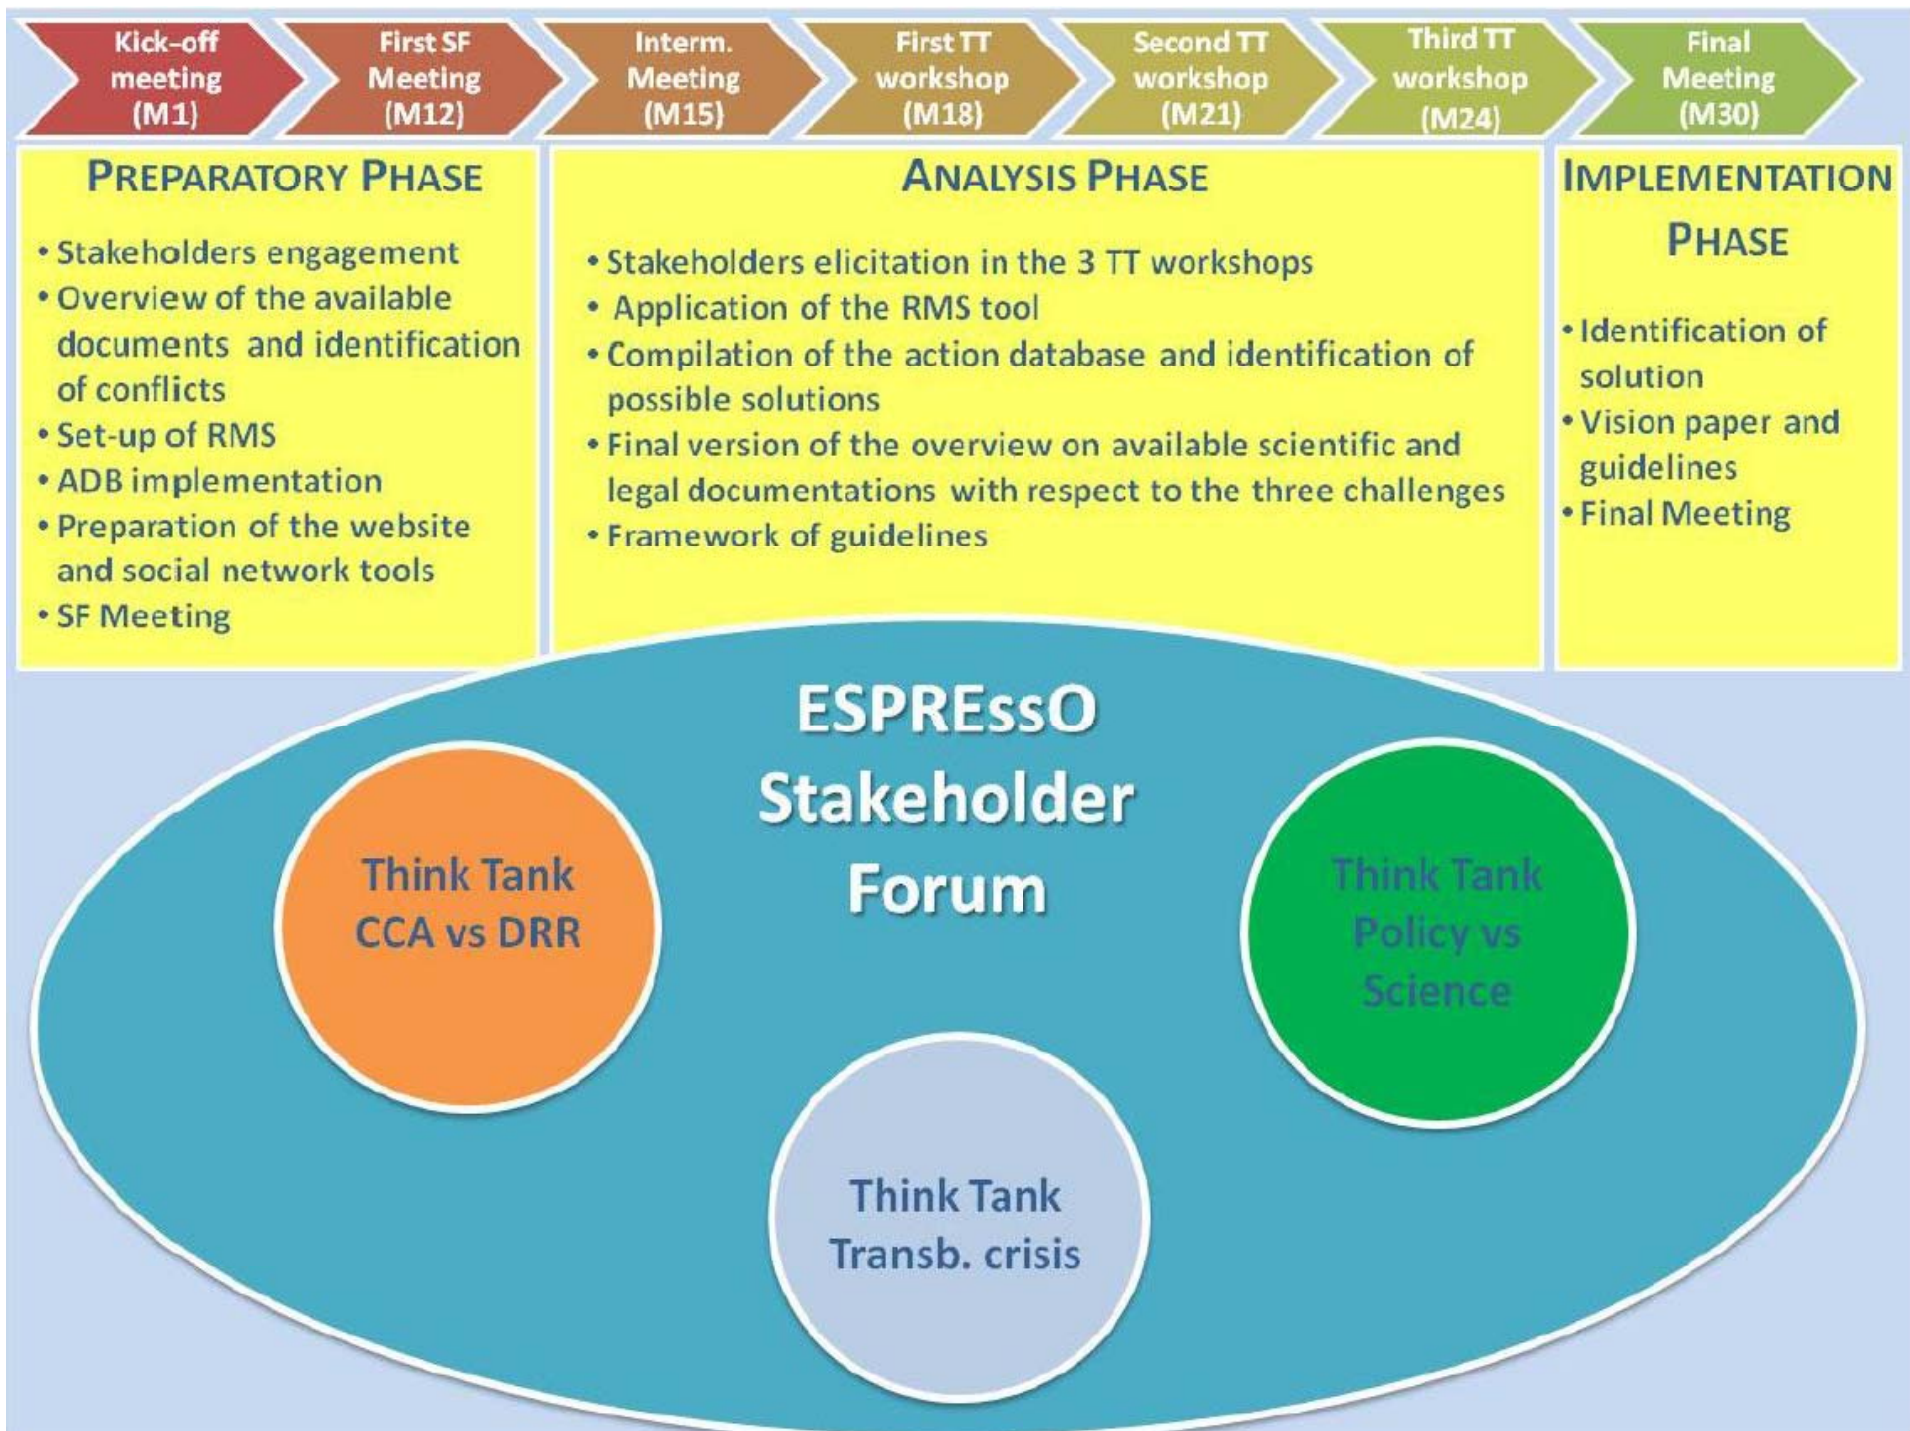 Kick-off
meeting
(M1)
First SF
Meeting
(M12)
Interm.
Meeting
(M15)
First TT
workshop
(M18)
Second TT
workshop
(M21)
Third TT
workshop
(M24)
Final
Meeting
(M30)
PREPARATORY PHASE
• Stakeholders engagement
• Overview of the available
documents and identification
of conflicts
• Set-up of RMS
• ADB implementation
• Preparation of the website
and social network tools
• SF Meeting
ANALYSIS PHASE
• Stakeholders elicitation in the 3 TT workshops
• Application of the RMS tool
• Compilation of the action database and identification of
possible solutions
• Final version of the overview on available scientific and
legal documentations with respect to the three challenges
• Framework of guidelines
IMPLEMENTATION
PHASE
• Identification of
solution
• Vision paper and
guidelines
• Final Meeting
ESPREssO
Stakeholder
Forum
Think Tank
CCA vs DRR
Think Tank
Policy vs
Science
Think Tank
Transb. crisis